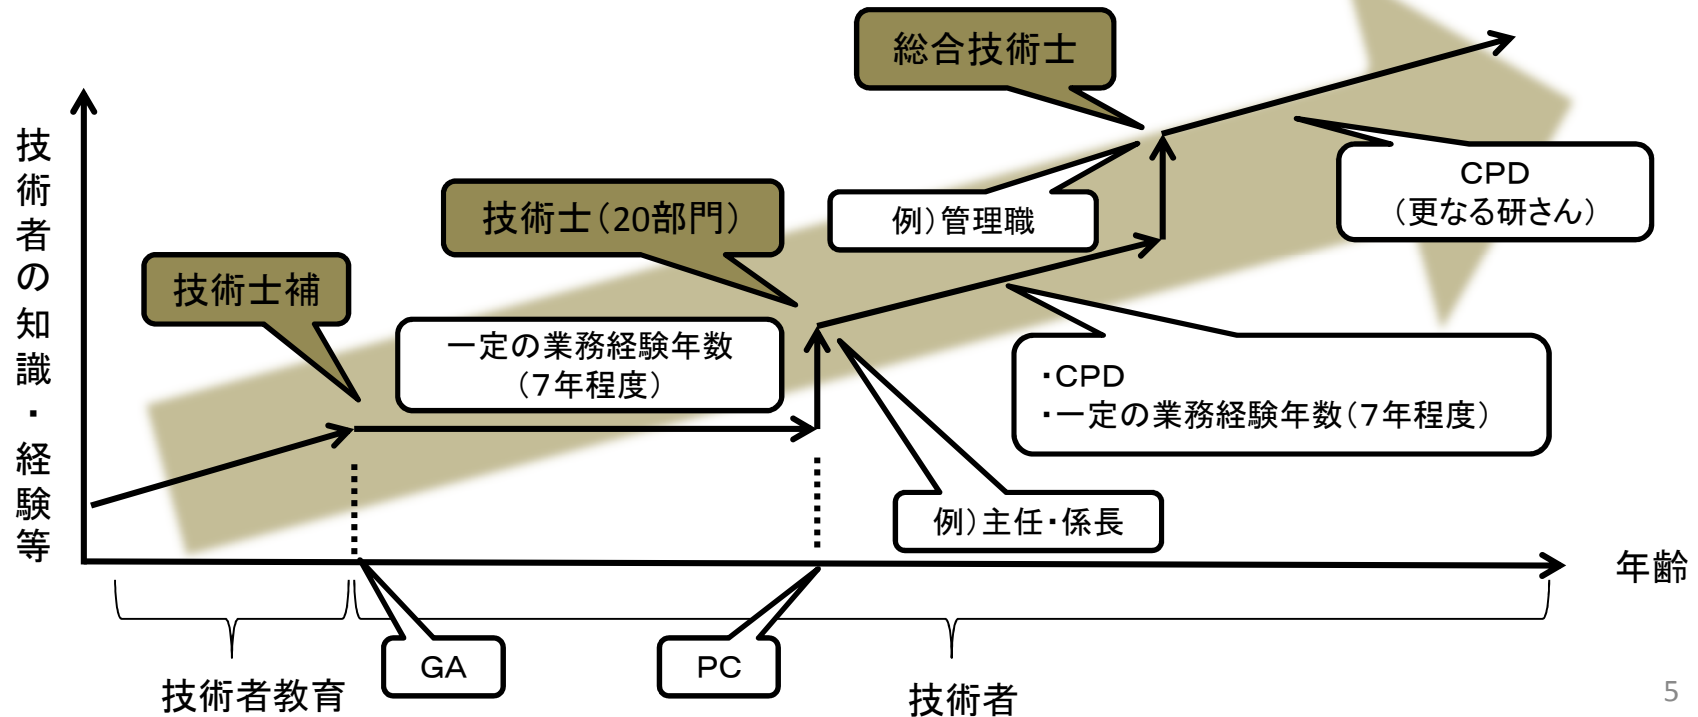 総合技術士
技術者の知識・経験等
CPD
（更なる研さん）
技術士（20部門）
例）管理職
技術士補
一定の業務経験年数
（７年程度）
・CPD
・一定の業務経験年数（７年程度）
例）主任・係長
年齢
GA
PC
技術者教育
技術者
5